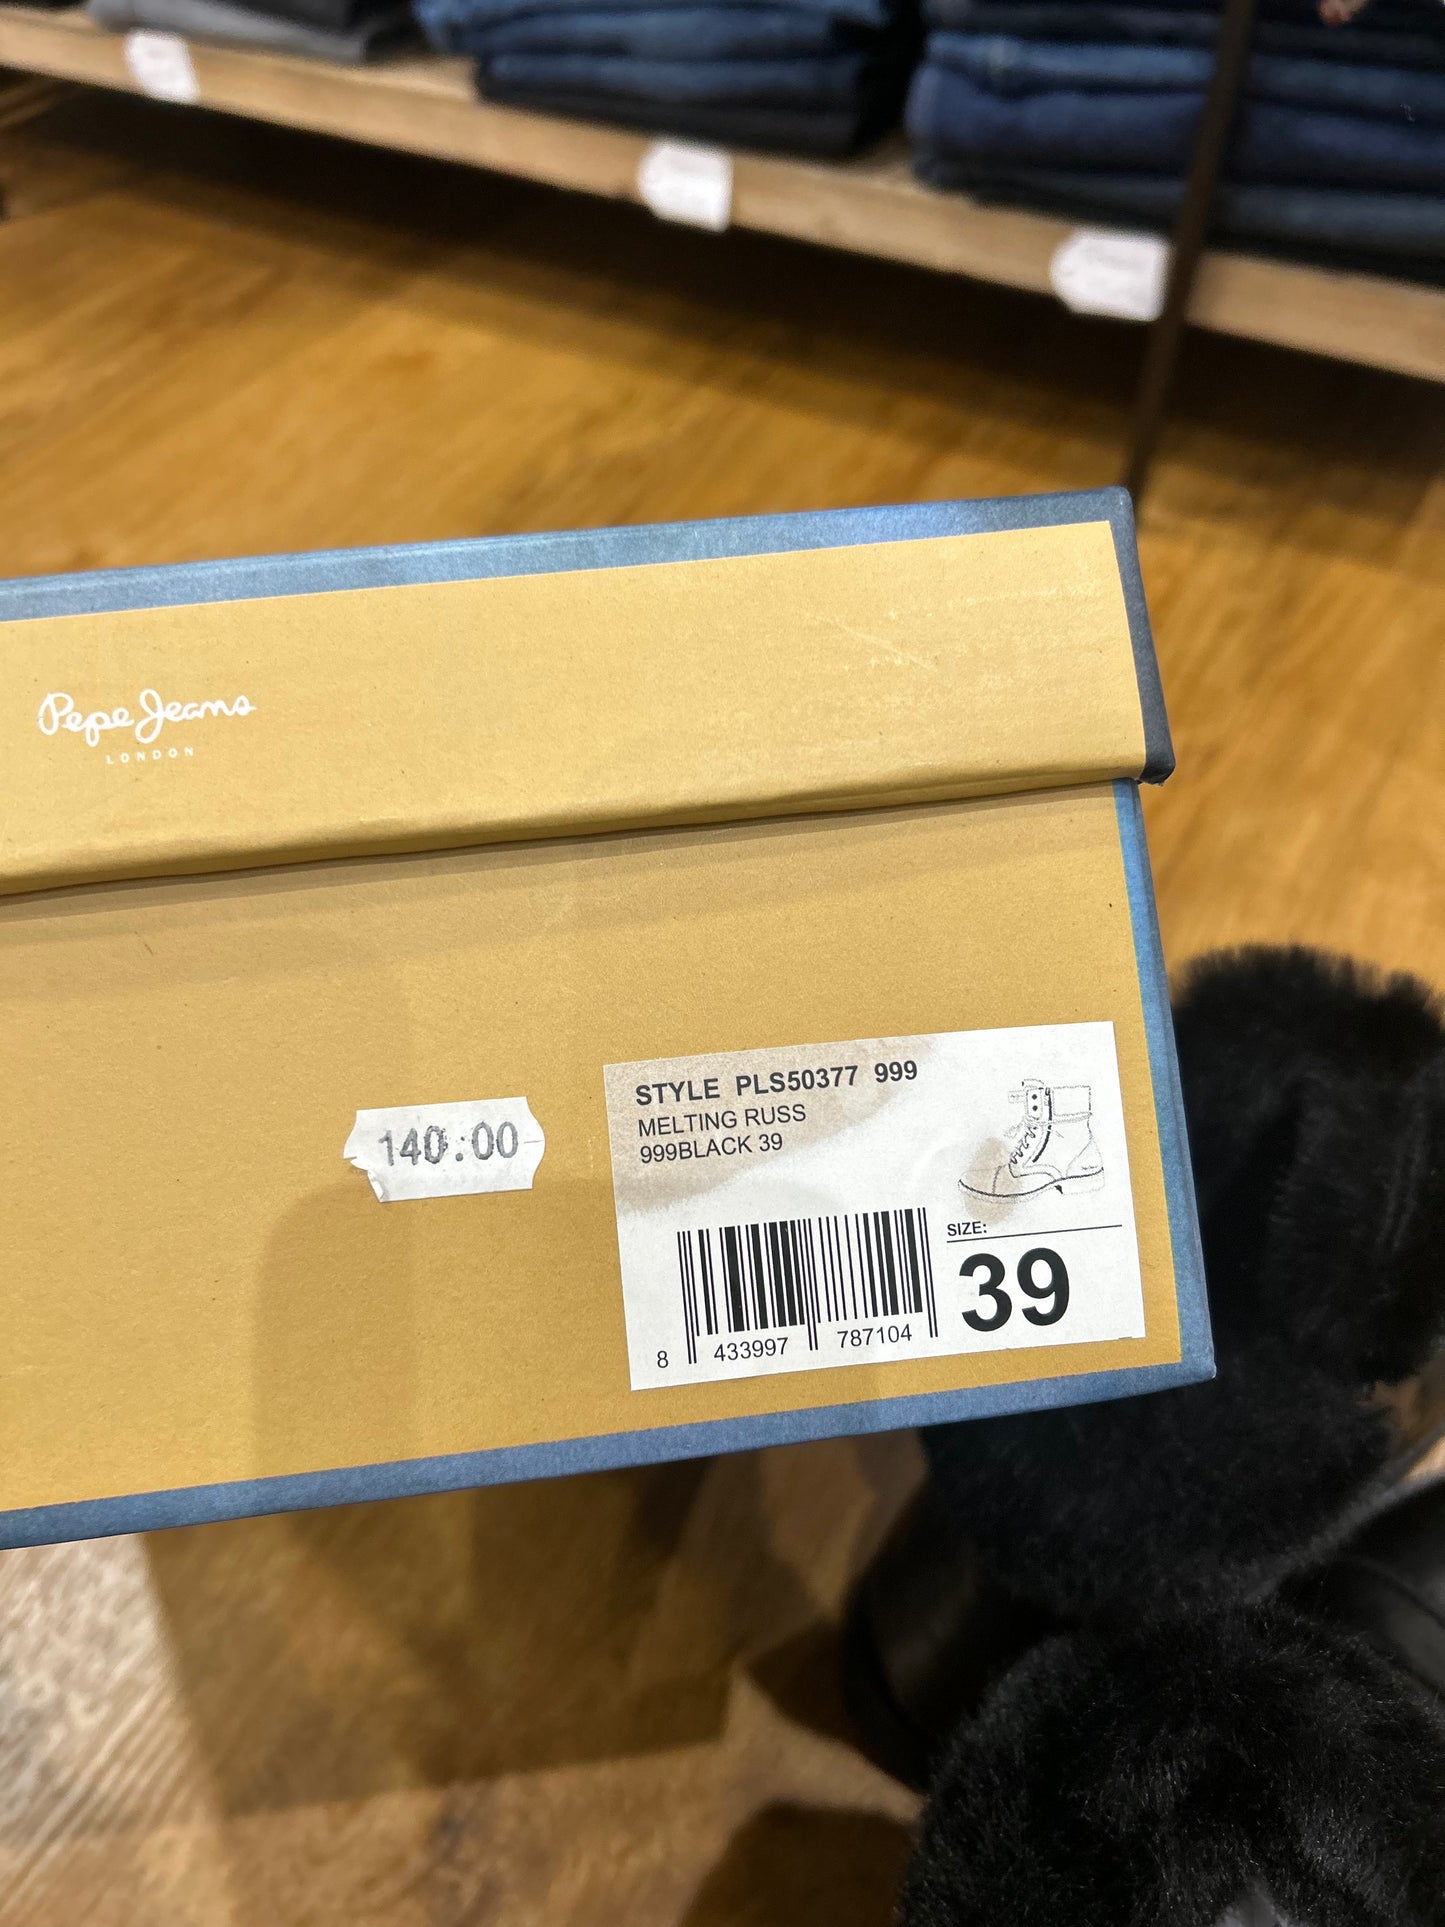 Pepe Jeans
LONDON
140.00
STYLE PLS50377 999
MELTING RUSS
999BLACK 39
SIZE:
39
8 433997 787104